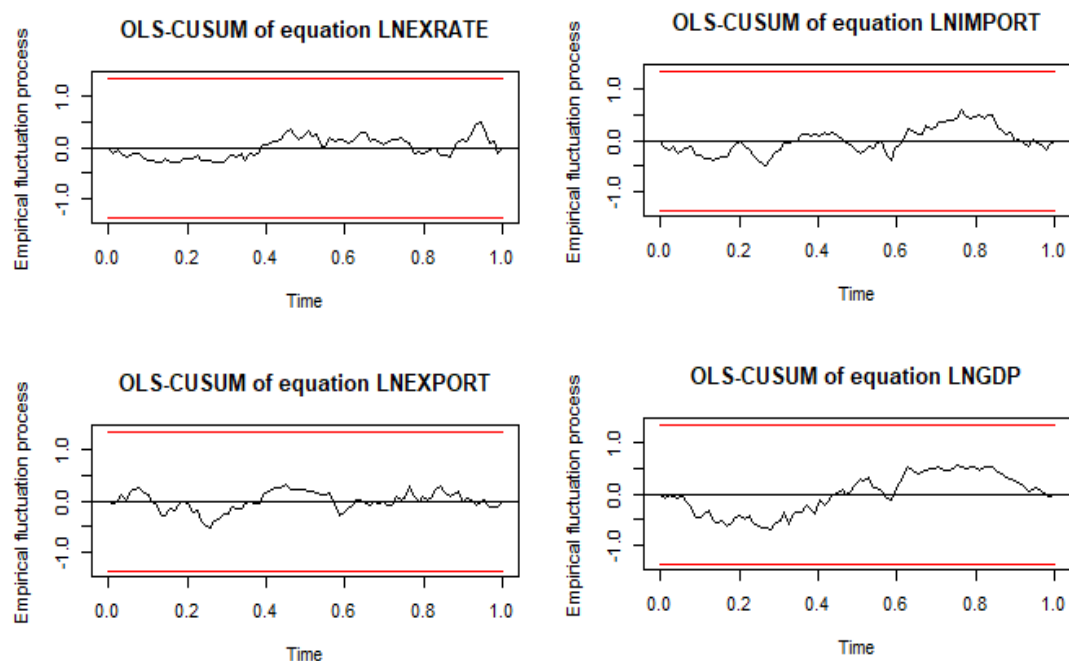 OLS-CUSUM of equation LNEXRATE
Empirical fluctuation process
1.0
0.0
-1.0
0.0 0.2 0.4 0.6 0.8 1.0
Time
OLS-CUSUM of equation LNIMPORT
Empirical fluctuation process
1.0
0.0
-1.0
0.0 0.2 0.4 0.6 0.8 1.0
Time
OLS-CUSUM of equation LNEXPORT
Empirical fluctuation process
1.0
0.0
-1.0
0.0 0.2 0.4 0.6 0.8 1.0
Time
OLS-CUSUM of equation LNGDP
Empirical fluctuation process
1.0
0.0
-1.0
0.0 0.2 0.4 0.6 0.8 1.0
Time